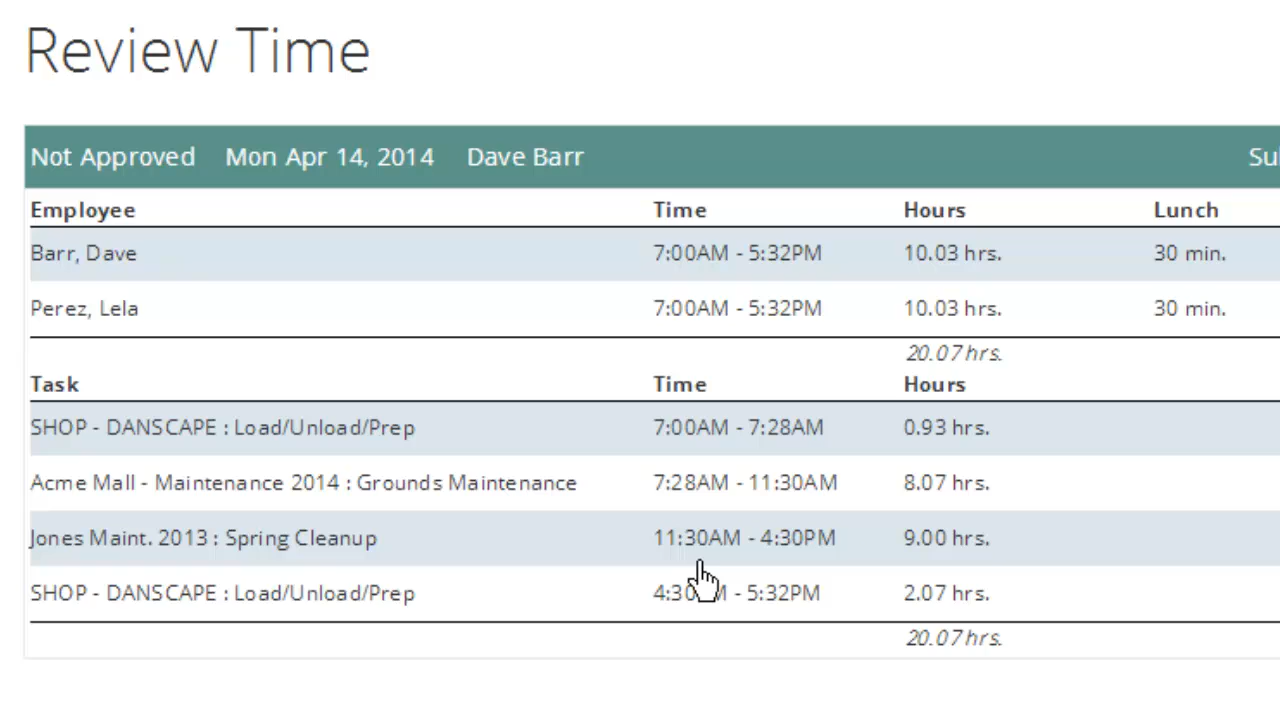 Review Time
Not Approved Mon Apr 14, 2014 Dave Barr
Employee Time Hours Lunch
Barr, Dave 7:00AM - 5:32PM 10.03 hrs. 30 min.
Perez, Lela 7:00AM - 5:32PM 10.03 hrs. 30 min.
20.07 hrs.
Task Time Hours
SHOP - DANSCAPE : Load/Unload/Prep 7:00AM - 7:28AM 0.93 hrs.
Acme Mall - Maintenance 2014 : Grounds Maintenance 7:28AM - 11:30AM 8.07 hrs.
Jones Maint. 2013 : Spring Cleanup 11:30AM - 4:30PM 9.00 hrs.
SHOP - DANSCAPE : Load/Unload/Prep - 5:32PM 2.07 hrs.
20.07 hrs.